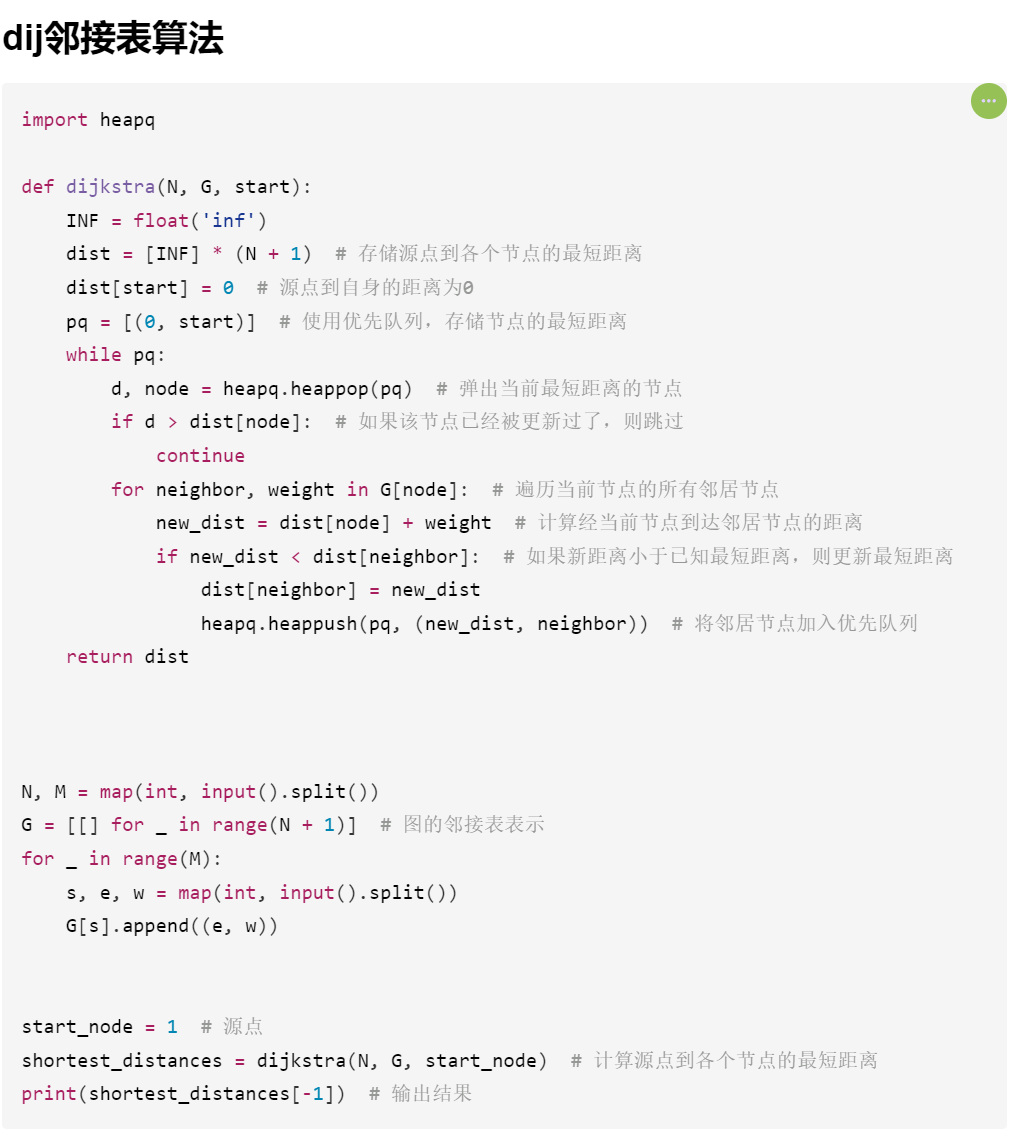 dij邻接表算法
import heapq
def dijkstra(N, G, start):
    INF = float('inf')
    dist = [INF] * (N + 1)  # 存储源点到各个节点的最短距离
    dist[start] = 0  # 源点到自身的距离为0
    pq = [(0, start)]  # 使用优先队列，存储节点的最短距离
    while pq:
        d, node = heapq.heappop(pq)  # 弹出当前最短距离的节点
        if d > dist[node]:  # 如果该节点已经被更新过了，则跳过
            continue
        for neighbor, weight in G[node]:  # 遍历当前节点的所有邻居节点
            new_dist = dist[node] + weight  # 计算经当前节点到达邻居节点的距离
            if new_dist < dist[neighbor]:  # 如果新距离小于已知最短距离，则更新最短距离
                dist[neighbor] = new_dist
                heapq.heappush(pq, (new_dist, neighbor))  # 将邻居节点加入优先队列
    return dist
N, M = map(int, input().split())
G = [[] for _ in range(N + 1)]  # 图的邻接表表示
for _ in range(M):
    s, e, w = map(int, input().split())
    G[s].append((e, w))
start_node = 1  # 源点
shortest_distances = dijkstra(N, G, start_node)  # 计算源点到各个节点的最短距离
print(shortest_distances[-1])  # 输出结果